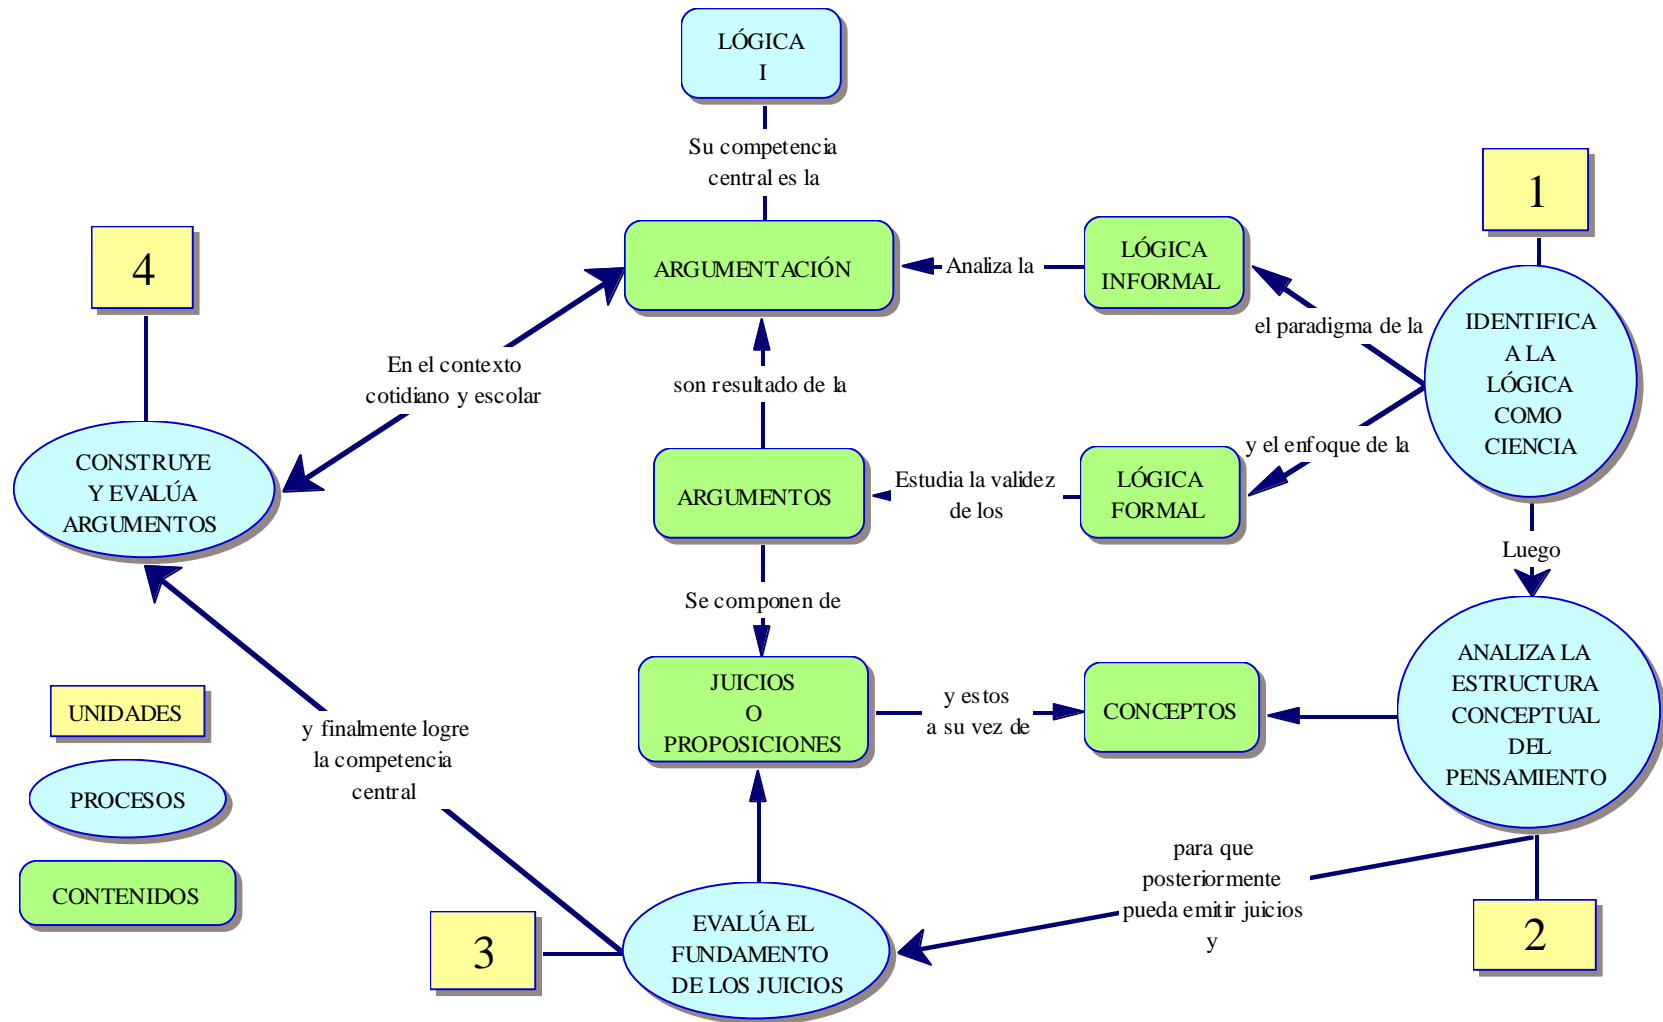 LÓGICA
I
Su competencia
central es la
1
4
ARGUMENTACIÓN
Analiza la
LÓGICA
INFORMAL
el paradigma de la
IDENTIFICA
A LA
LÓGICA
COMO
CIENCIA
En el contexto
cotidiano y escolar
son resultado de la
y el enfoque de la
CONSTRUYE
Y EVALÚA
ARGUMENTOS
ARGUMENTOS
Estudia la validez
de los
LÓGICA
FORMAL
Luego
Se componen de
JUICIOS
O
PROPOSICIONES
y estos
a su vez de
CONCEPTOS
ANALIZA LA
ESTRUCTURA
CONCEPTUAL
DEL
PENSAMIENTO
UNIDADES
PROCESOS
CONTENIDOS
y finalmente logre
la competencia
central
para que
posteriormente
pueda emitir juicios
y
3
EVALÚA EL
FUNDAMENTO
DE LOS JUICIOS
2